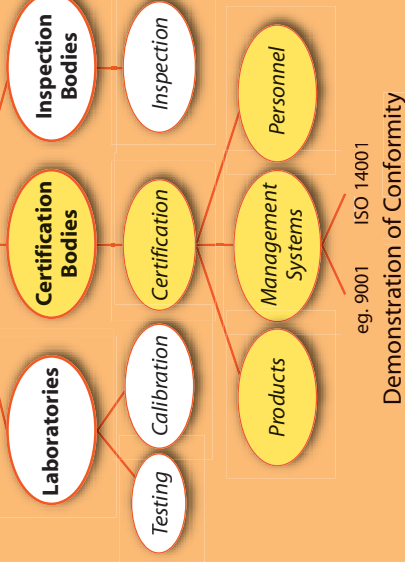 Laboratories
Certification
Bodies
Inspection
Bodies
Testing
Calibration
Certification
Inspection
Products
Management
Systems
Personnel
eg. 9001
ISO 14001
Demonstration of Conformity